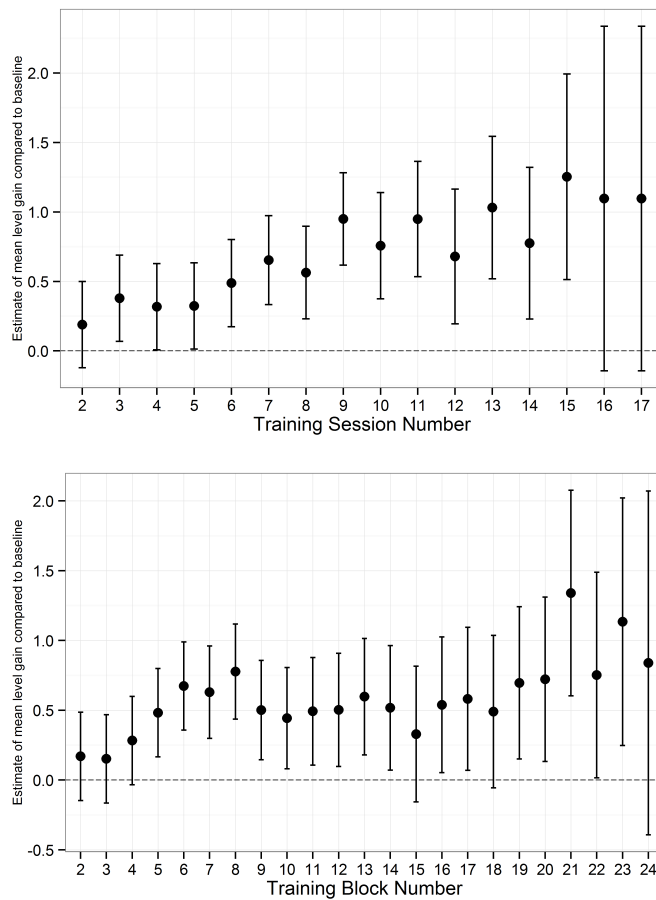 Estimate of mean level gain compared to baseline
2.0
1.5
1.0
0.5
0.0
2 3 4 5 6 7 8 9 10 11 12 13 14 15 16 17
Training Session Number
Estimate of mean level gain compared to baseline
2.0
1.5
1.0
0.5
0.0
-0.5
2 3 4 5 6 7 8 9 10 11 12 13 14 15 16 17 18 19 20 21 22 23 24
Training Block Number